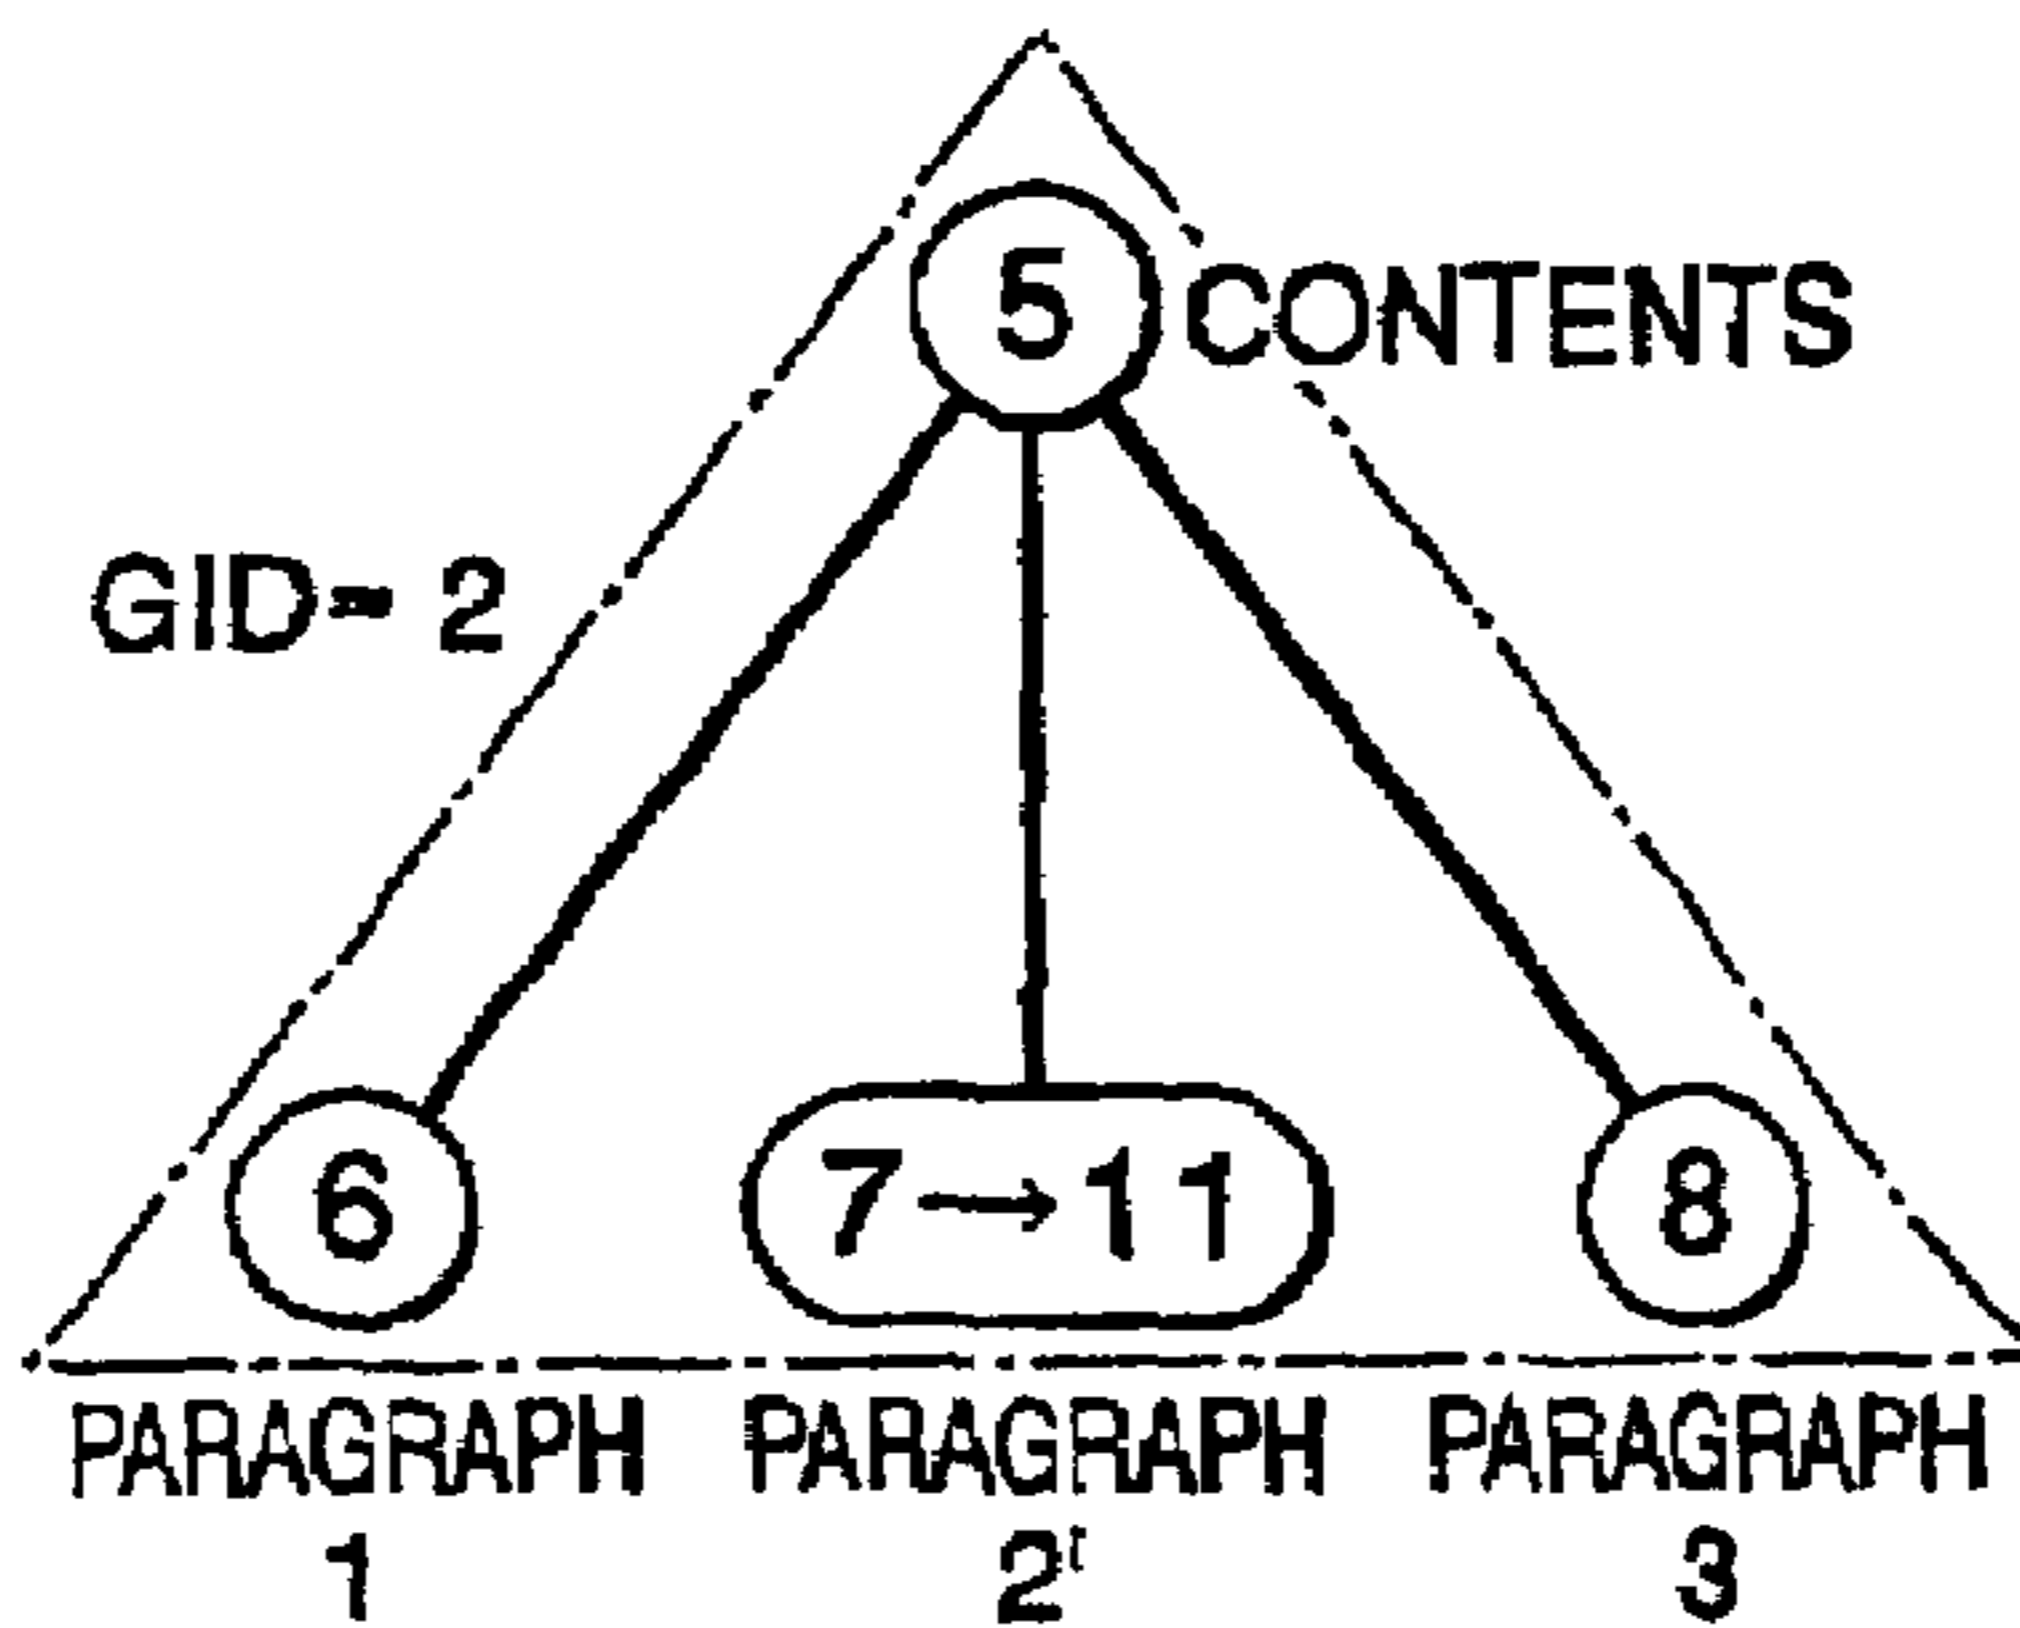 5 CONTENTS
GID= 2
6 7→11 8
PARAGRAPH PARAGRAPH PARAGRAPH
1 2' 3